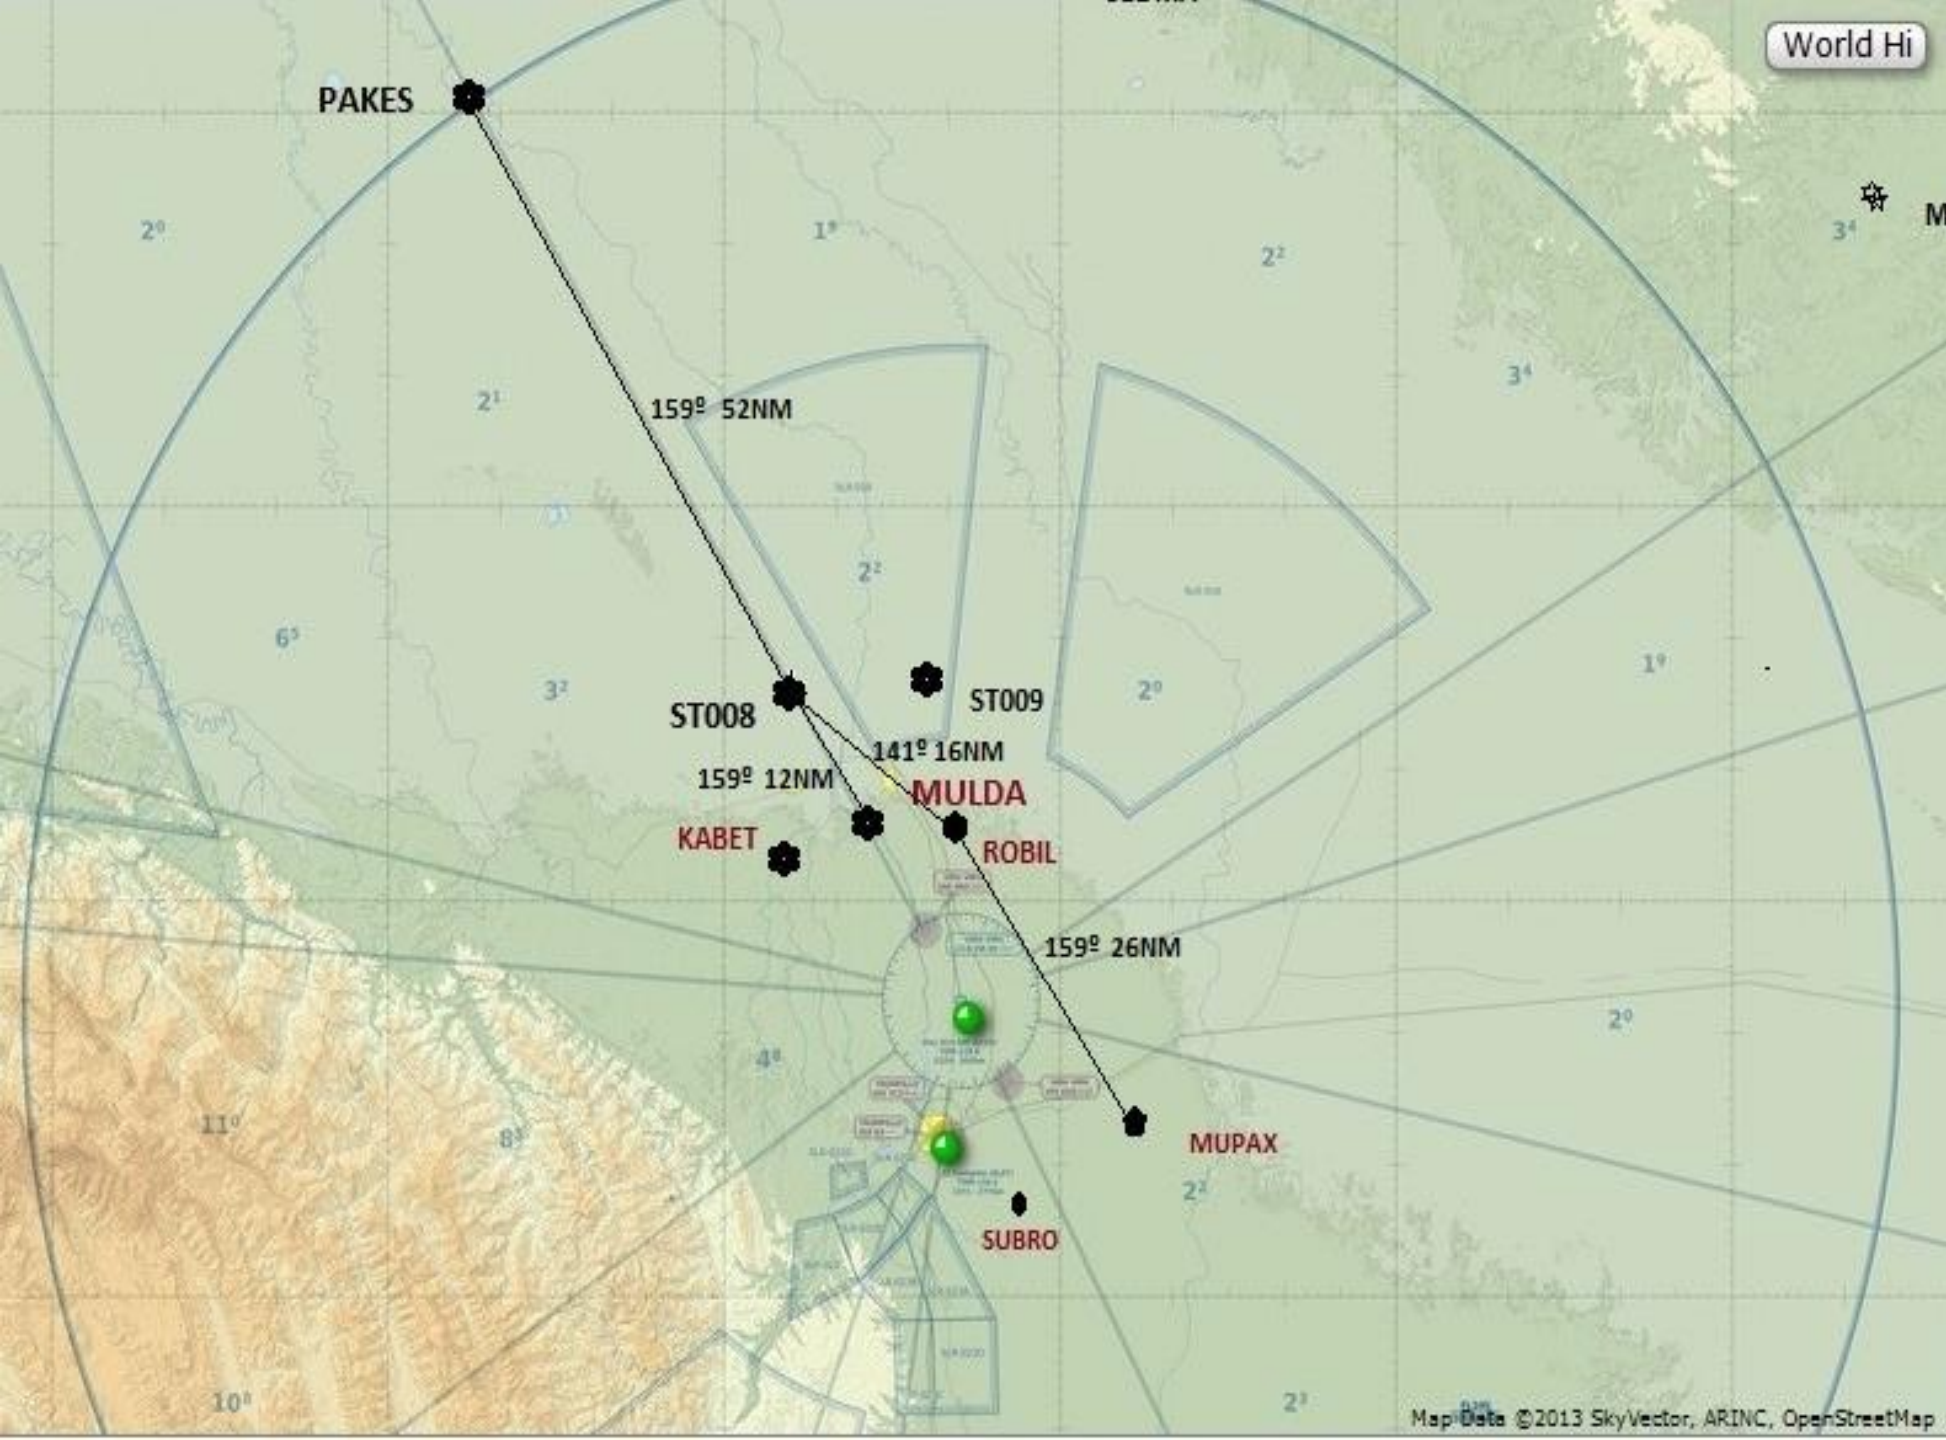 World Hi
PAKES
M
2⁰
1⁹
2²
3⁴
2¹
159º 52NM
3⁴
2²
6⁵
3²
2⁰
1⁹
ST009
ST008
141º 16NM
159º 12NM
MULDA
KABET
ROBIL
159º 26NM
2⁰
4⁸
11⁰
MUPAX
2²
SUBRO
10⁸
2³
Map Data ©2013 SkyVector, ARINC, OpenStreetMap